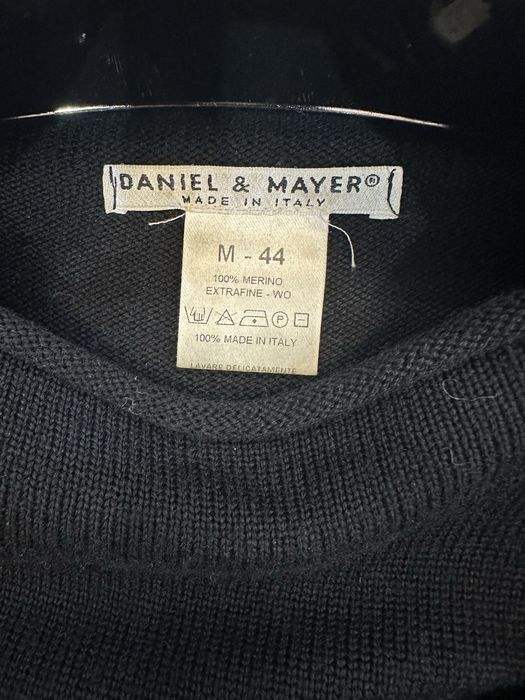 DANIEL & MAYER®
MADE IN ITALY
M - 44
100% MERINO
EXTRAFINE - WO
P
100% MADE IN ITALY
LAVARE DELICATAMENTE